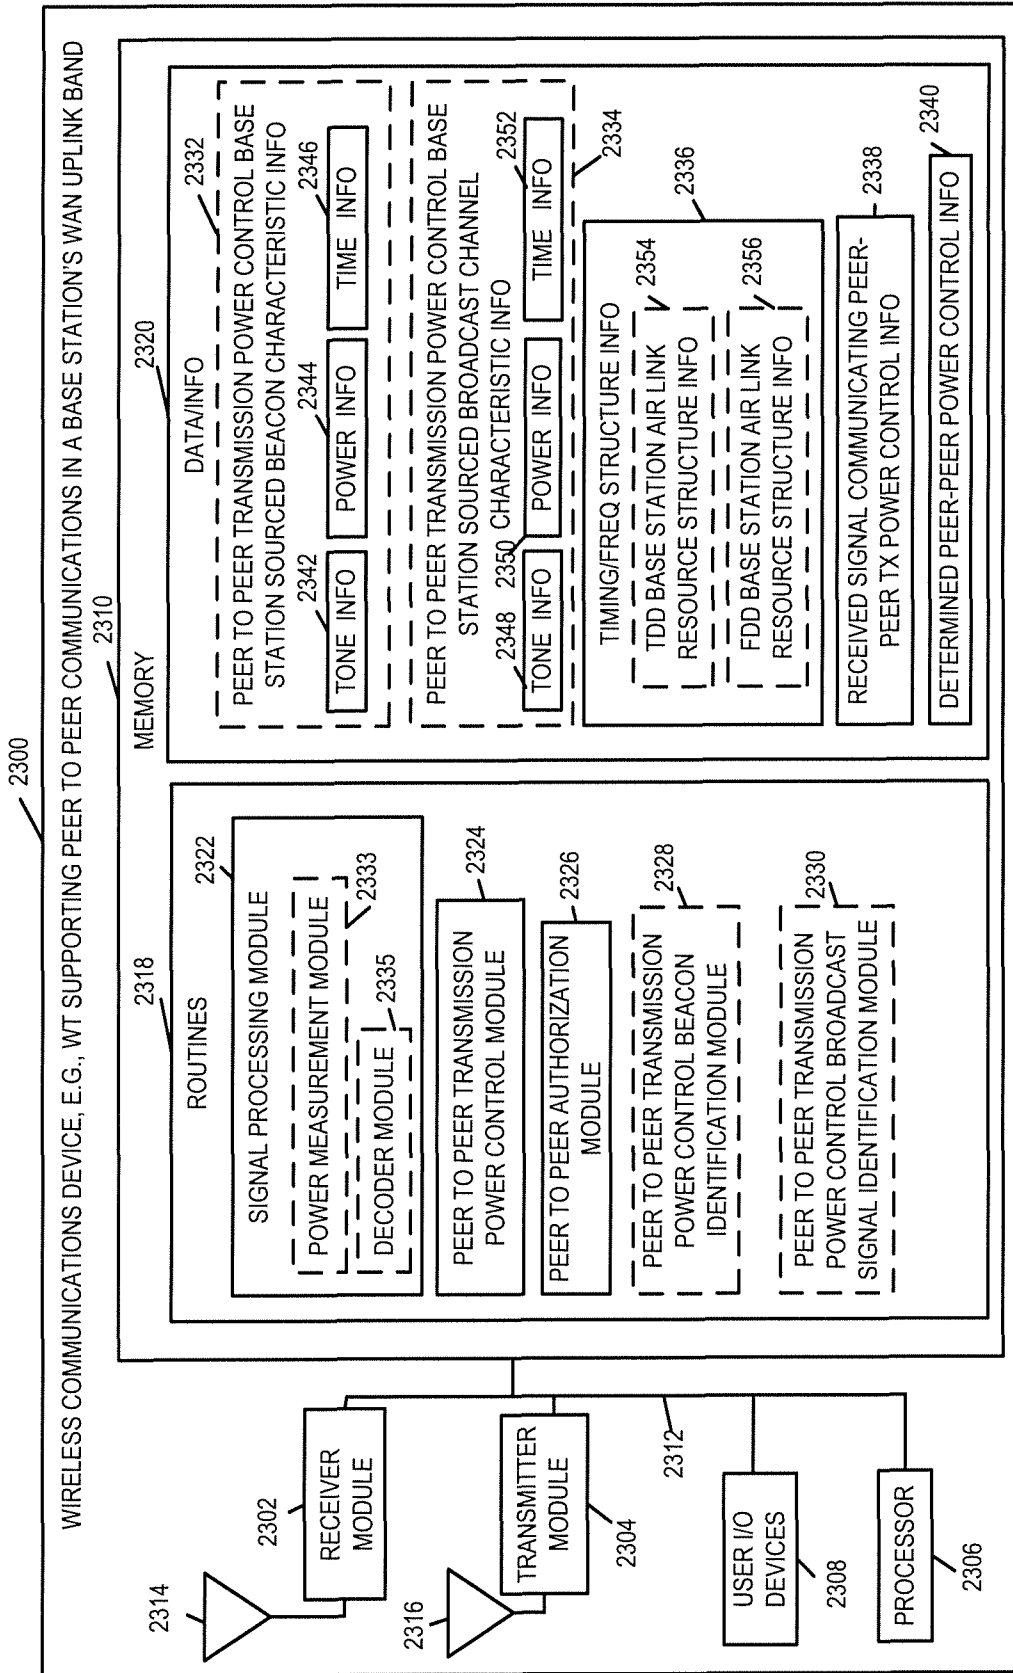 2300
WIRELESS COMMUNICATIONS DEVICE, E.G., WT SUPPORTING PEER TO PEER COMMUNICATIONS IN A BASE STATION'S WAN UPLINK BAND
2310
MEMORY
2314
2302
RECEIVER
MODULE
2316
TRANSMITTER
MODULE
2304
2312
USER I/O
DEVICES
2308
PROCESSOR
2306
2318
ROUTINES
2322
SIGNAL PROCESSING MODULE
POWER MEASUREMENT MODULE
2333
DECODER MODULE
2335
PEER TO PEER TRANSMISSION
POWER CONTROL MODULE
2324
PEER TO PEER AUTHORIZATION
MODULE
2326
PEER TO PEER TRANSMISSION
POWER CONTROL BEACON
IDENTIFICATION MODULE
2328
PEER TO PEER TRANSMISSION
POWER CONTROL BROADCAST
SIGNAL IDENTIFICATION MODULE
2330
2320
DATA/INFO
2332
PEER TO PEER TRANSMISSION POWER CONTROL BASE
STATION SOURCED BEACON CHARACTERISTIC INFO
2342
2344
2346
TONE INFO
POWER INFO
TIME INFO
PEER TO PEER TRANSMISSION POWER CONTROL BASE
STATION SOURCED BROADCAST CHANNEL
CHARACTERISTIC INFO
2348
2350
2352
TONE INFO
POWER INFO
TIME INFO
2334
2336
TIMING/FREQ STRUCTURE INFO
2354
TDD BASE STATION AIR LINK
RESOURCE STRUCTURE INFO
2356
FDD BASE STATION AIR LINK
RESOURCE STRUCTURE INFO
2338
RECEIVED SIGNAL COMMUNICATING PEER-
PEER TX POWER CONTROL INFO
2340
DETERMINED PEER-PEER POWER CONTROL INFO